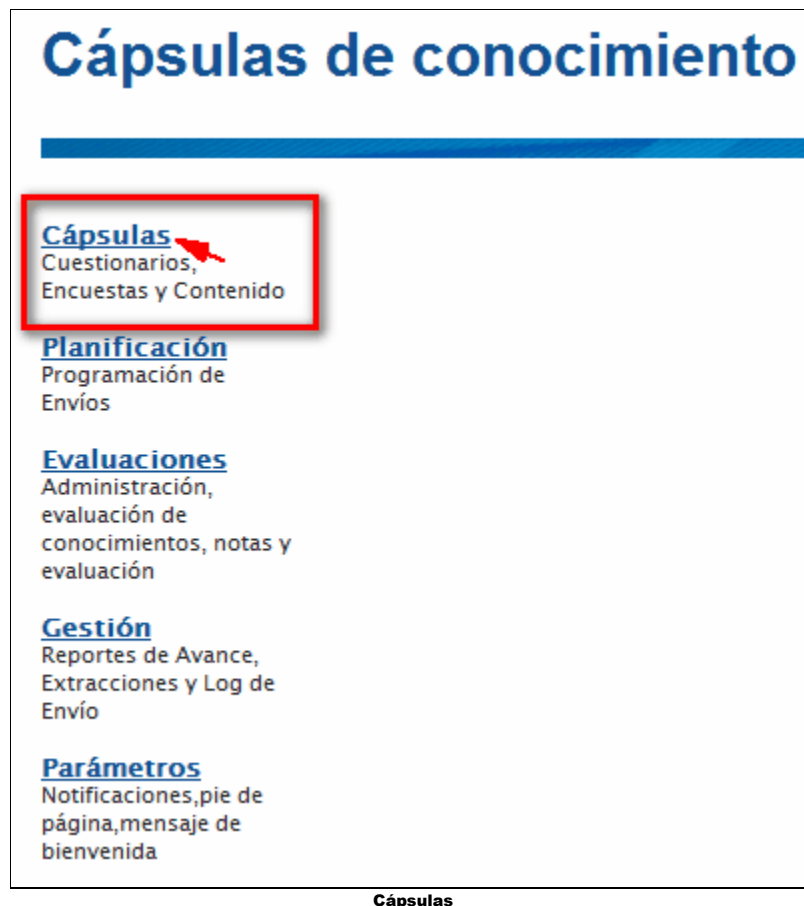 Cápsulas de conocimiento
Cápsulas
Cuestionarios,
Encuestas y Contenido
Planificación
Programación de
Envíos
Evaluaciones
Administración,
evaluación de
conocimientos, notas y
evaluación
Gestión
Reportes de Avance,
Extracciones y Log de
Envío
Parámetros
Notificaciones,pie de
página,mensaje de
bienvenida
Cápsulas